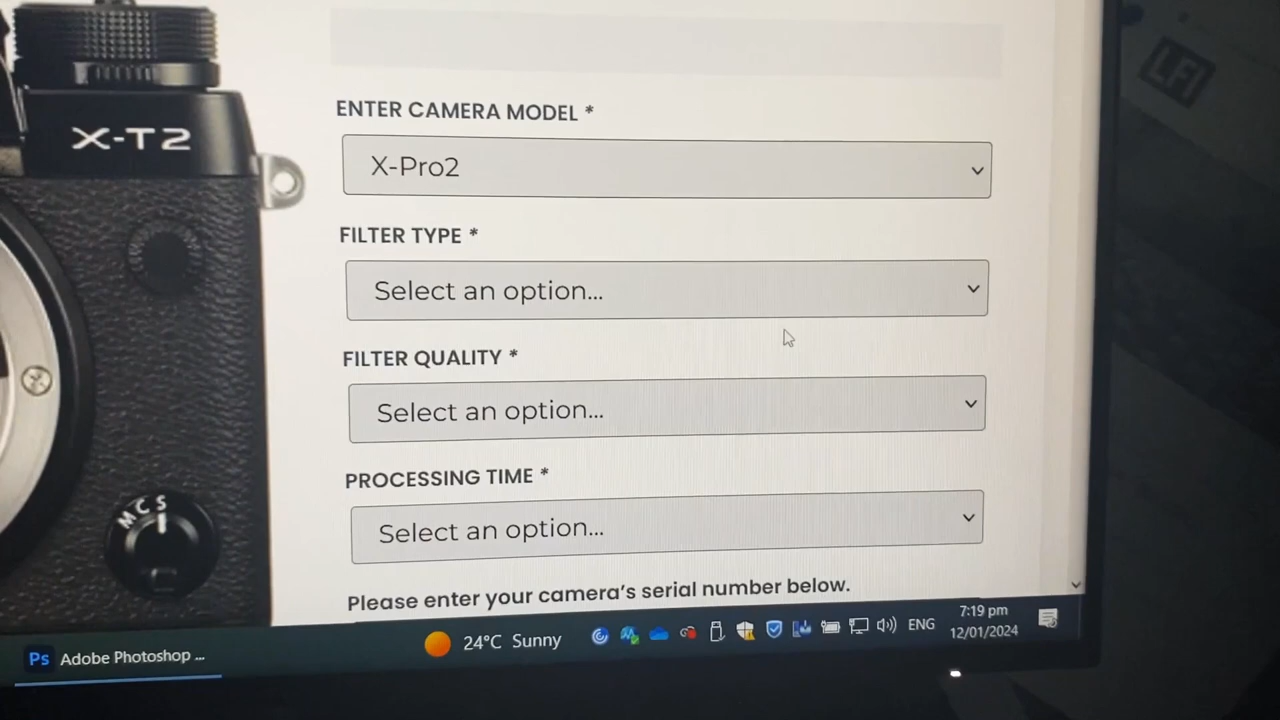 X-T2
ENTER CAMERA MODEL *
X-Pro2
FILTER TYPE *
Select an option...
FILTER QUALITY *
Select an option...
PROCESSING TIME *
Select an option...
M C S
Please enter your camera's serial number below.
Ps Adobe Photoshop ...
24°C Sunny
ENG
7:19 pm
12/01/2024